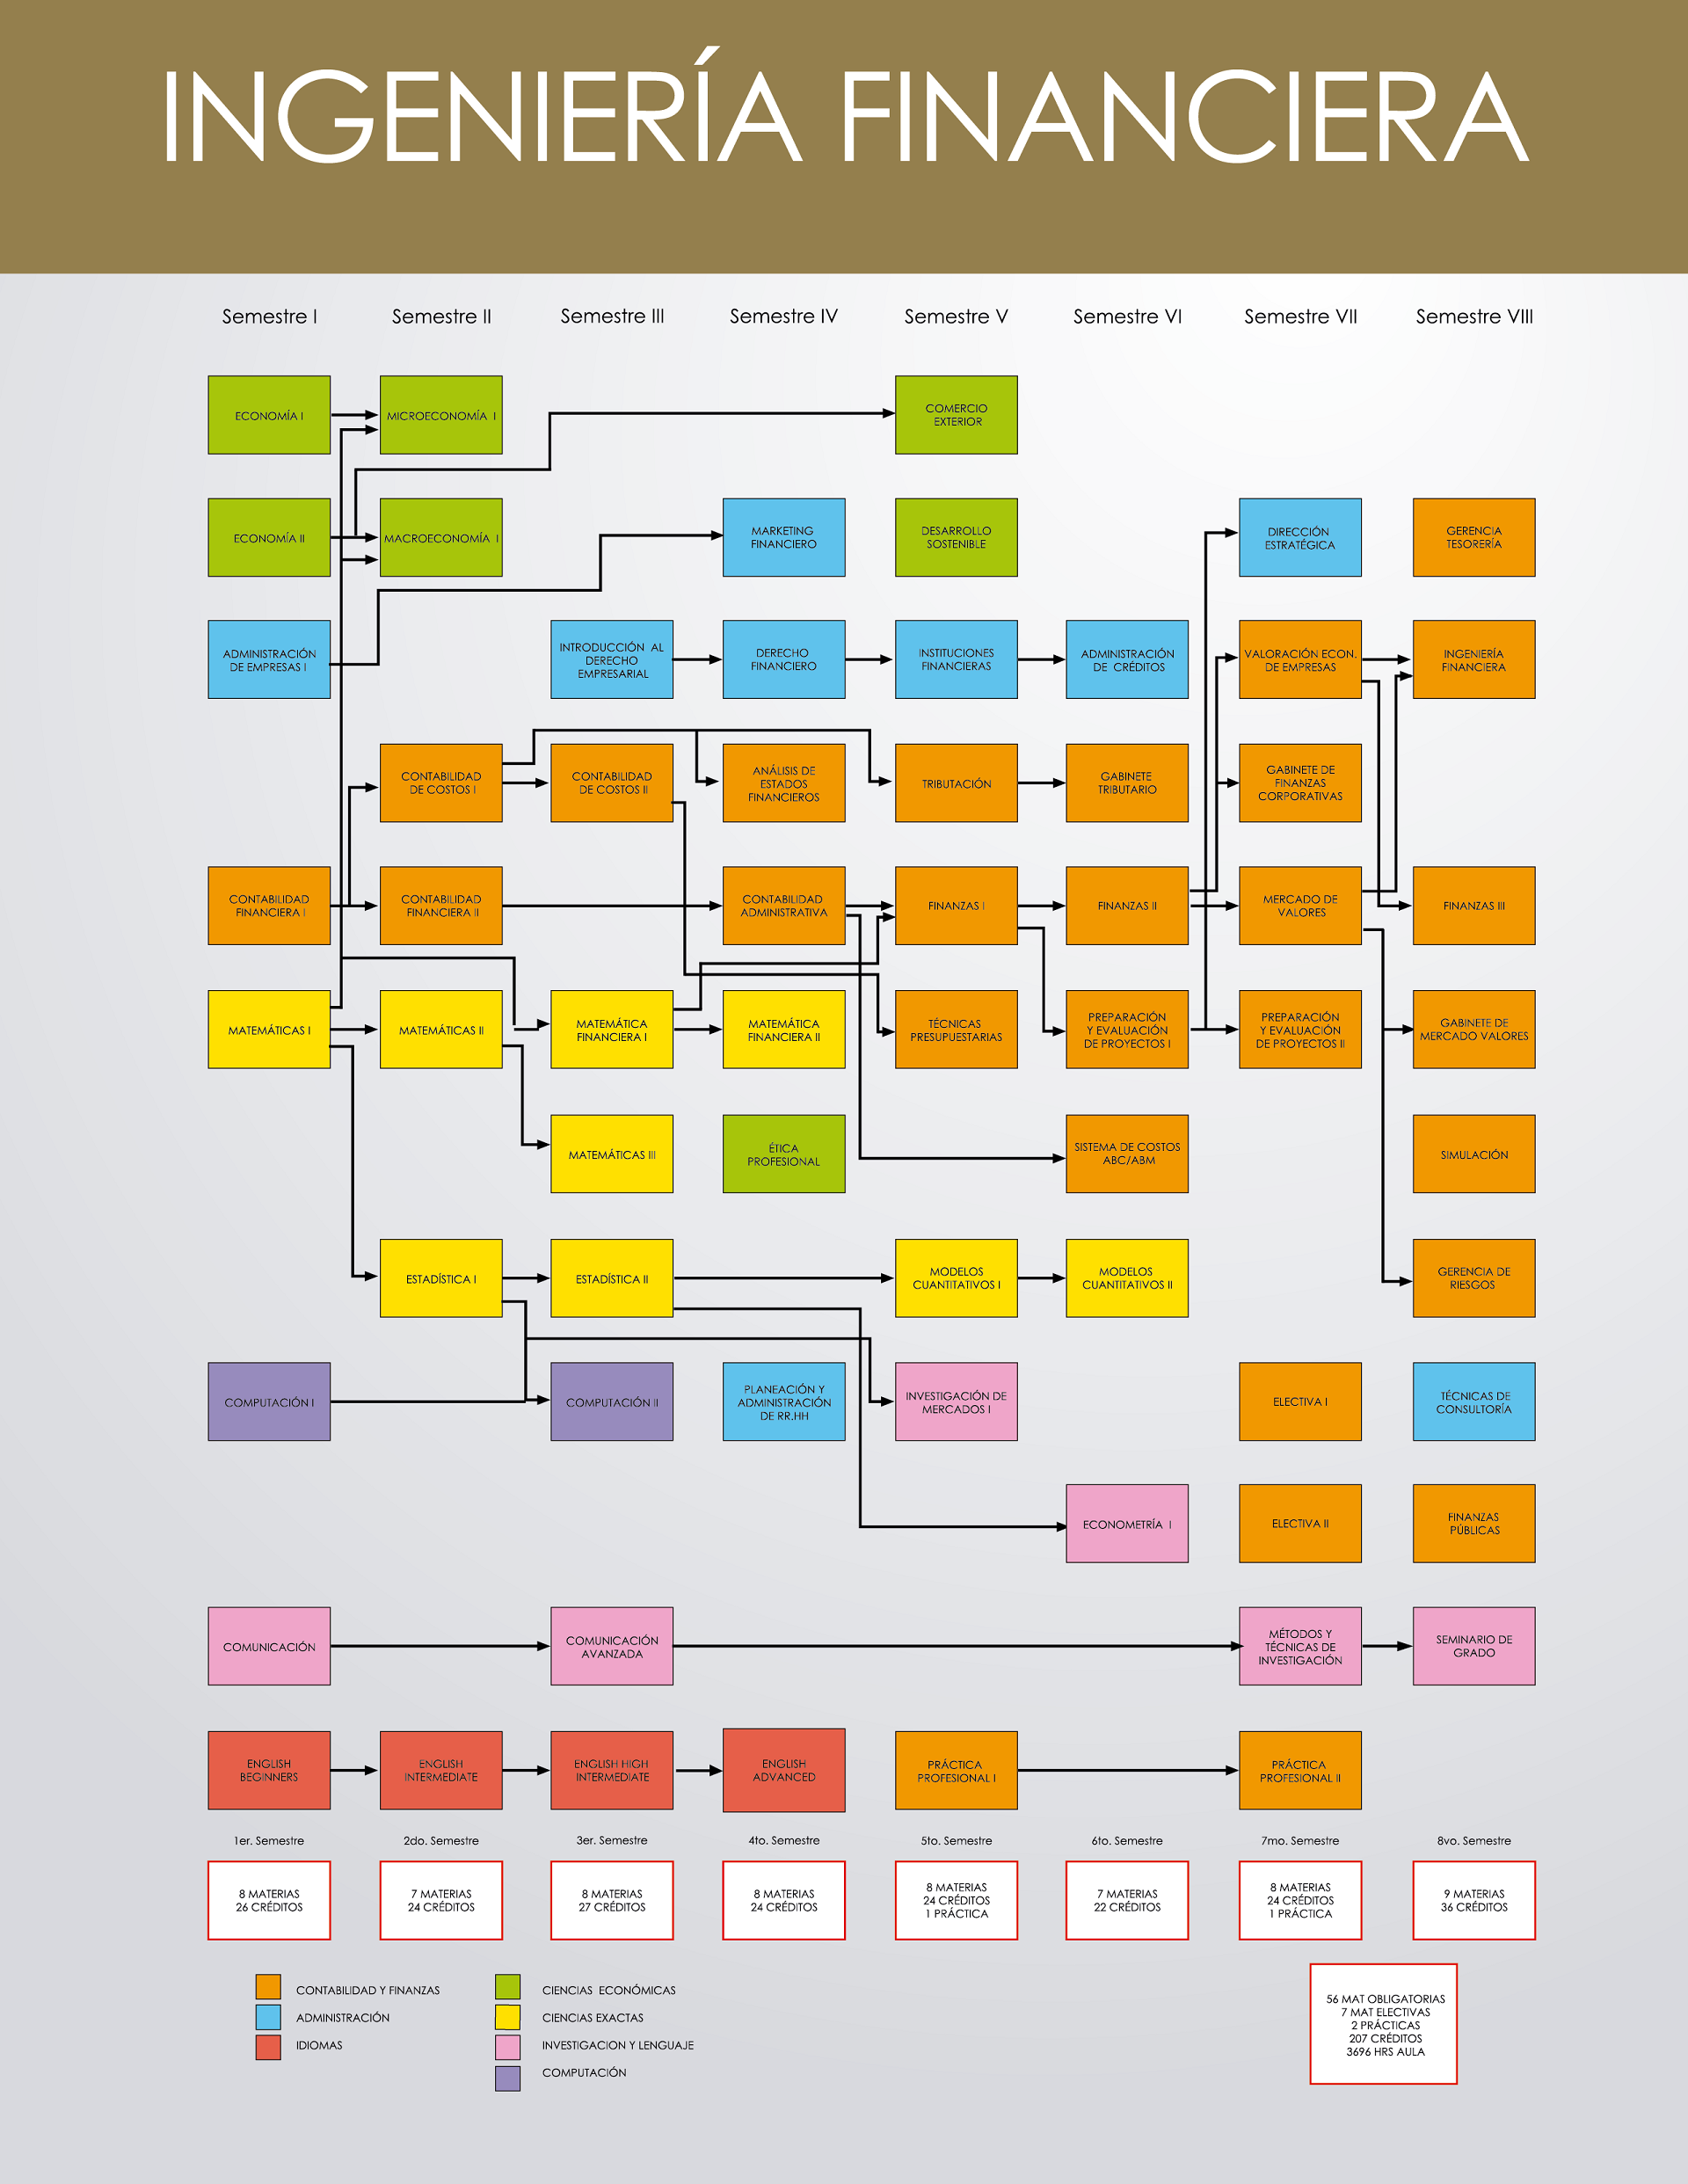 INGENIERÍA FINANCIERA
Semestre I
Semestre II
Semestre III
Semestre IV
Semestre V
Semestre VI
Semestre VII
Semestre VIII
ECONOMÍA I
MICROECONOMÍA I
COMERCIO
EXTERIOR
ECONOMÍA II
MACROECONOMÍA I
MARKETING
FINANCIERO
DESARROLLO
SOSTENIBLE
DIRECCIÓN
ESTRATÉGICA
GERENCIA
TESORERÍA
ADMINISTRACIÓN
DE EMPRESAS I
INTRODUCCIÓN AL
DERECHO
EMPRESARIAL
DERECHO
FINANCIERO
INSTITUCIONES
FINANCIERAS
ADMINISTRACIÓN
DE CRÉDITOS
VALORACIÓN ECON.
DE EMPRESAS
INGENIERÍA
FINANCIERA
CONTABILIDAD
DE COSTOS I
CONTABILIDAD
DE COSTOS II
ANÁLISIS DE
ESTADOS
FINANCIEROS
TRIBUTACIÓN
GABINETE
TRIBUTARIO
GABINETE DE
FINANZAS
CORPORATIVAS
CONTABILIDAD
FINANCIERA I
CONTABILIDAD
FINANCIERA II
CONTABILIDAD
ADMINISTRATIVA
FINANZAS I
FINANZAS II
MERCADO DE
VALORES
FINANZAS III
MATEMÁTICAS I
MATEMÁTICAS II
MATEMÁTICA
FINANCIERA I
MATEMÁTICA
FINANCIERA II
TÉCNICAS
PRESUPUESTARIAS
PREPARACIÓN
Y EVALUACIÓN
DE PROYECTOS I
PREPARACIÓN
Y EVALUACIÓN
DE PROYECTOS II
GABINETE DE
MERCADO VALORES
MATEMÁTICAS III
ÉTICA
PROFESIONAL
SISTEMA DE COSTOS
ABC/ABM
SIMULACIÓN
ESTADÍSTICA I
ESTADÍSTICA II
MODELOS
CUANTITATIVOS I
MODELOS
CUANTITATIVOS II
GERENCIA DE
RIESGOS
COMPUTACIÓN I
COMPUTACIÓN II
PLANEACIÓN Y
ADMINISTRACIÓN
DE RR.HH
INVESTIGACIÓN DE
MERCADOS I
ELECTIVA I
TÉCNICAS DE
CONSULTORÍA
ECONOMETRÍA I
ELECTIVA II
FINANZAS
PÚBLICAS
COMUNICACIÓN
COMUNICACIÓN
AVANZADA
MÉTODOS Y
TÉCNICAS DE
INVESTIGACIÓN
SEMINARIO DE
GRADO
ENGLISH
BEGINNERS
ENGLISH
INTERMEDIATE
ENGLISH HIGH
INTERMEDIATE
ENGLISH
ADVANCED
PRÁCTICA
PROFESIONAL I
PRÁCTICA
PROFESIONAL II
1er. Semestre
2do. Semestre
3er. Semestre
4to. Semestre
5to. Semestre
6to. Semestre
7mo. Semestre
8vo. Semestre
8 MATERIAS
26 CRÉDITOS
7 MATERIAS
24 CRÉDITOS
8 MATERIAS
27 CRÉDITOS
8 MATERIAS
24 CRÉDITOS
8 MATERIAS
24 CRÉDITOS
1 PRÁCTICA
7 MATERIAS
22 CRÉDITOS
8 MATERIAS
24 CRÉDITOS
1 PRÁCTICA
9 MATERIAS
36 CRÉDITOS
CONTABILIDAD Y FINANZAS
ADMINISTRACIÓN
IDIOMAS
CIENCIAS ECONÓMICAS
CIENCIAS EXACTAS
INVESTIGACION Y LENGUAJE
COMPUTACIÓN
56 MAT OBLIGATORIAS
7 MAT ELECTIVAS
2 PRÁCTICAS
207 CRÉDITOS
3696 HRS AULA